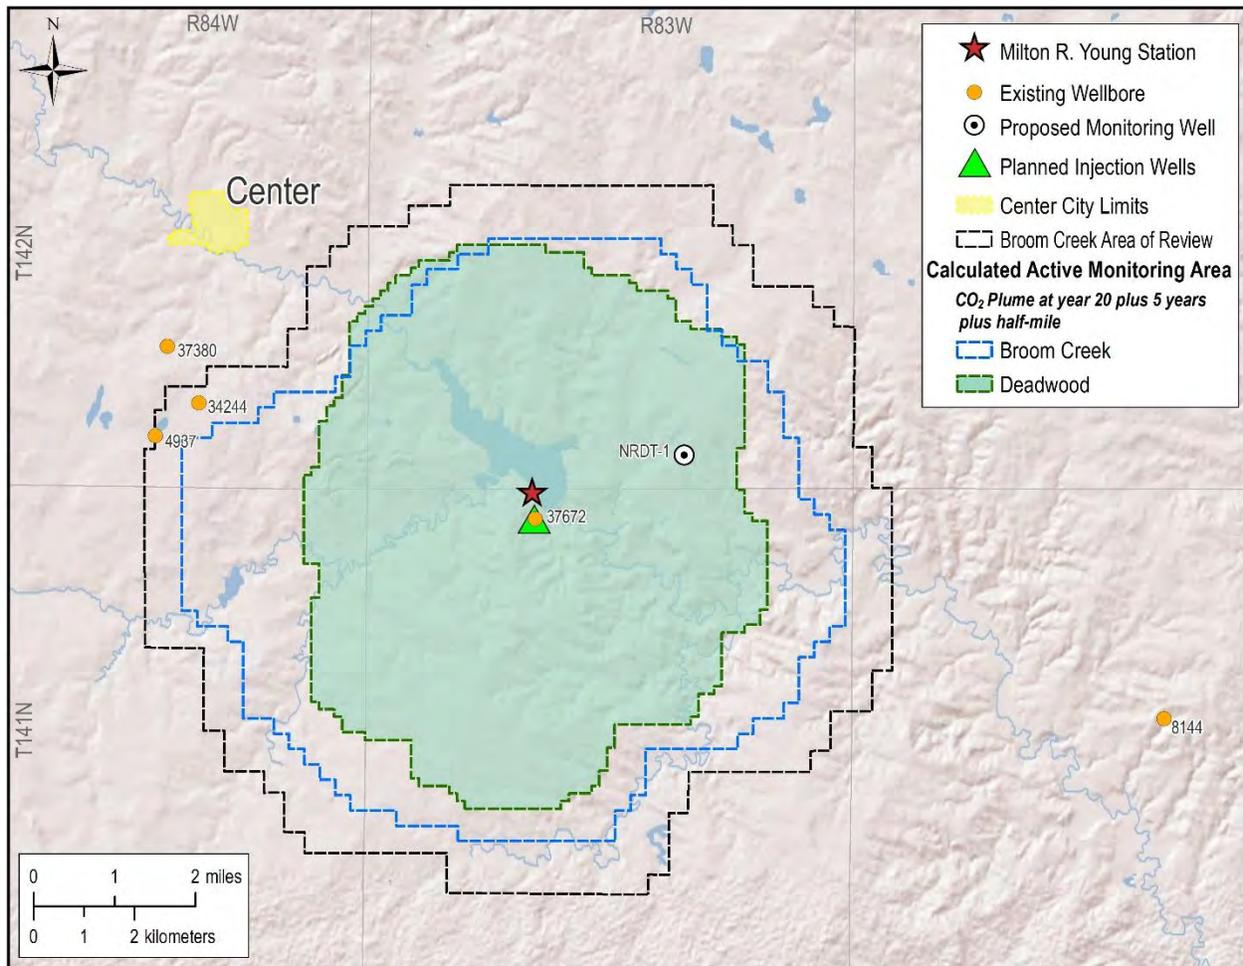 R84W
R83W
N
Milton R. Young Station
Existing Wellbore
Proposed Monitoring Well
Planned Injection Wells
Center City Limits
Broom Creek Area of Review
Calculated Active Monitoring Area
CO₂ Plume at year 20 plus 5 years
plus half-mile
Broom Creek
Deadwood
Center
T142N
37380
34244
4937
NRDT-1
37672
T141N
8144
0 1 2 miles
0 1 2 kilometers